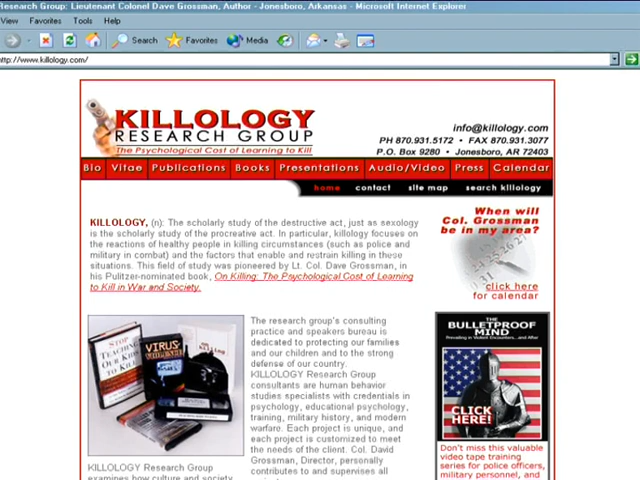 Research Group: Lieutenant Colonel Dave Grossman, Author - Jonesboro, Arkansas - Microsoft Internet Explorer
View Favorites Tools Help
Search Favorites Media
http://www.killology.com/
KILLOLOGY
RESEARCH GROUP
The Psychological Cost of Learning to Kill
info@killology.com
PH 870.931.5172 • FAX 870.931.3077
P.O. Box 9280 • Jonesboro, AR 72403
Bio Vitae Publications Books Presentations Audio/Video Press Calendar
home contact site map search killology
KILLOLOGY, (n): The scholarly study of the destructive act, just as sexology
is the scholarly study of the procreative act. In particular, killology focuses on
the reactions of healthy people in killing circumstances (such as police and
military in combat) and the factors that enable and restrain killing in these
situations. This field of study was pioneered by Lt. Col. Dave Grossman, in
his Pulitzer-nominated book, On Killing: The Psychological Cost of Learning
to Kill in War and Society.
When will
Col. Grossman
be in my area?
click here
for calendar
STOP
TEACHING
OUR KIDS
TO KILL
VIRUS
The research group's consulting
practice and speakers bureau is
dedicated to protecting our families
and our children and to the strong
defense of our country.
KILLOLOGY Research Group
consultants are human behavior
studies specialists with credentials in
psychology, educational psychology,
training, military history, and modern
warfare. Each project is unique, and
each project is customized to meet
the needs of the client. Col. David
Grossman, Director, personally
contributes to and supervises all
KILLOLOGY Research Group
examines how culture and society
THE
BULLETPROOF
MIND
Prevailing in Violent Encounters...and After
CLICK
HERE!
Don't miss this valuable
video tape training
series for police officers,
military personnel, and